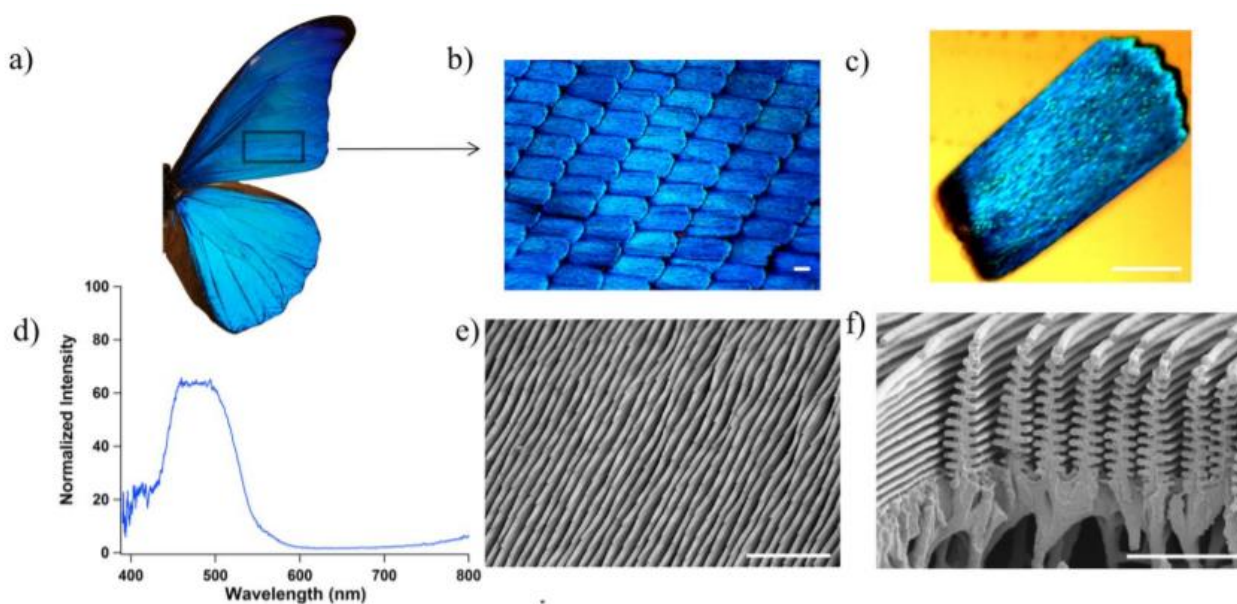 a)
b)
c)
d)
100
80
60
40
20
0
Normalized Intensity
400 500 600 700 800
Wavelength (nm)
e)
f)